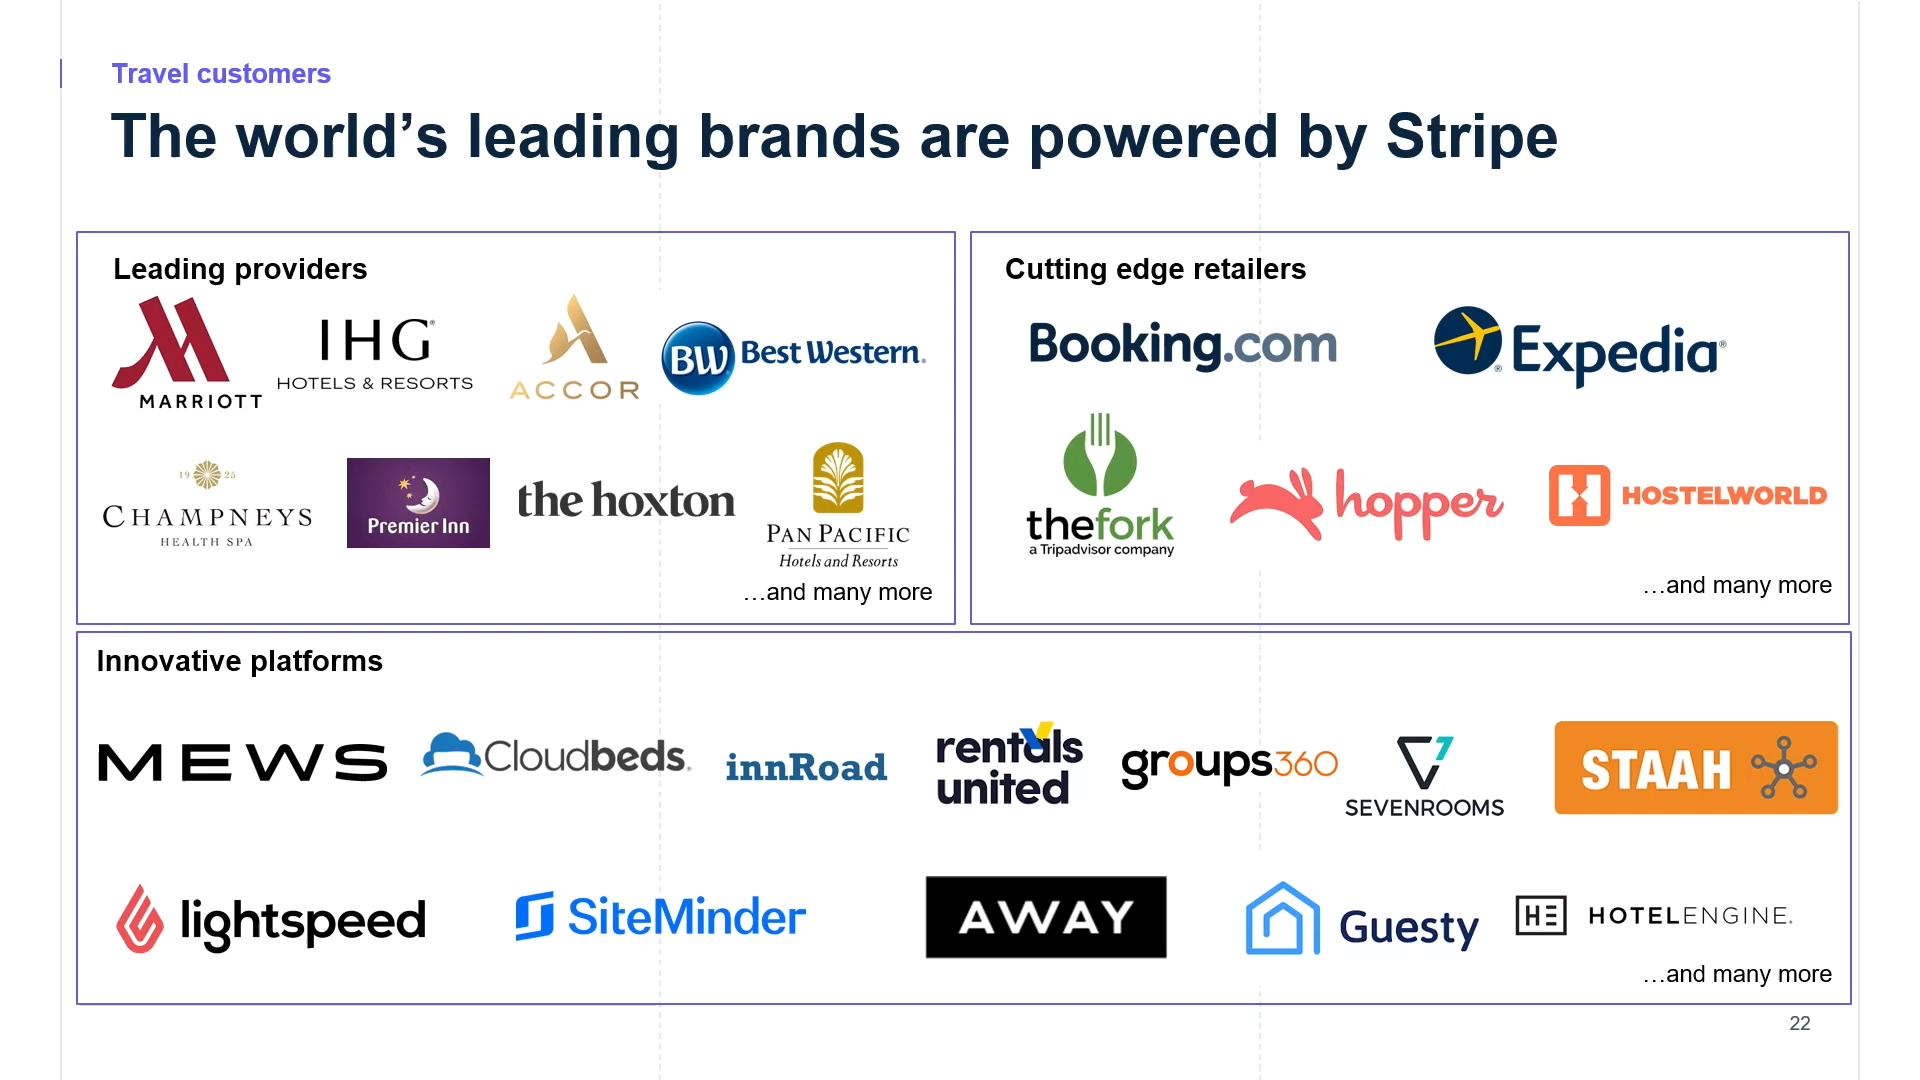 Travel customers
The world’s leading brands are powered by Stripe
Leading providers
MARRIOTT
IHG®
HOTELS & RESORTS
ACCOR
BW Best Western®
19 25
CHAMPNEYS
HEALTH SPA
Premier Inn
the hoxton
PAN PACIFIC
Hotels and Resorts
…and many more
Cutting edge retailers
Booking.com
Expedia®
thefork
a Tripadvisor company
hopper
H HOSTELWORLD
…and many more
Innovative platforms
MEWS
Cloudbeds®
innRoad
rentals
united
groups360
7
SEVENROOMS
STAAH
lightspeed
SiteMinder
AWAY
Guesty
HE HOTELENGINE®
…and many more
22